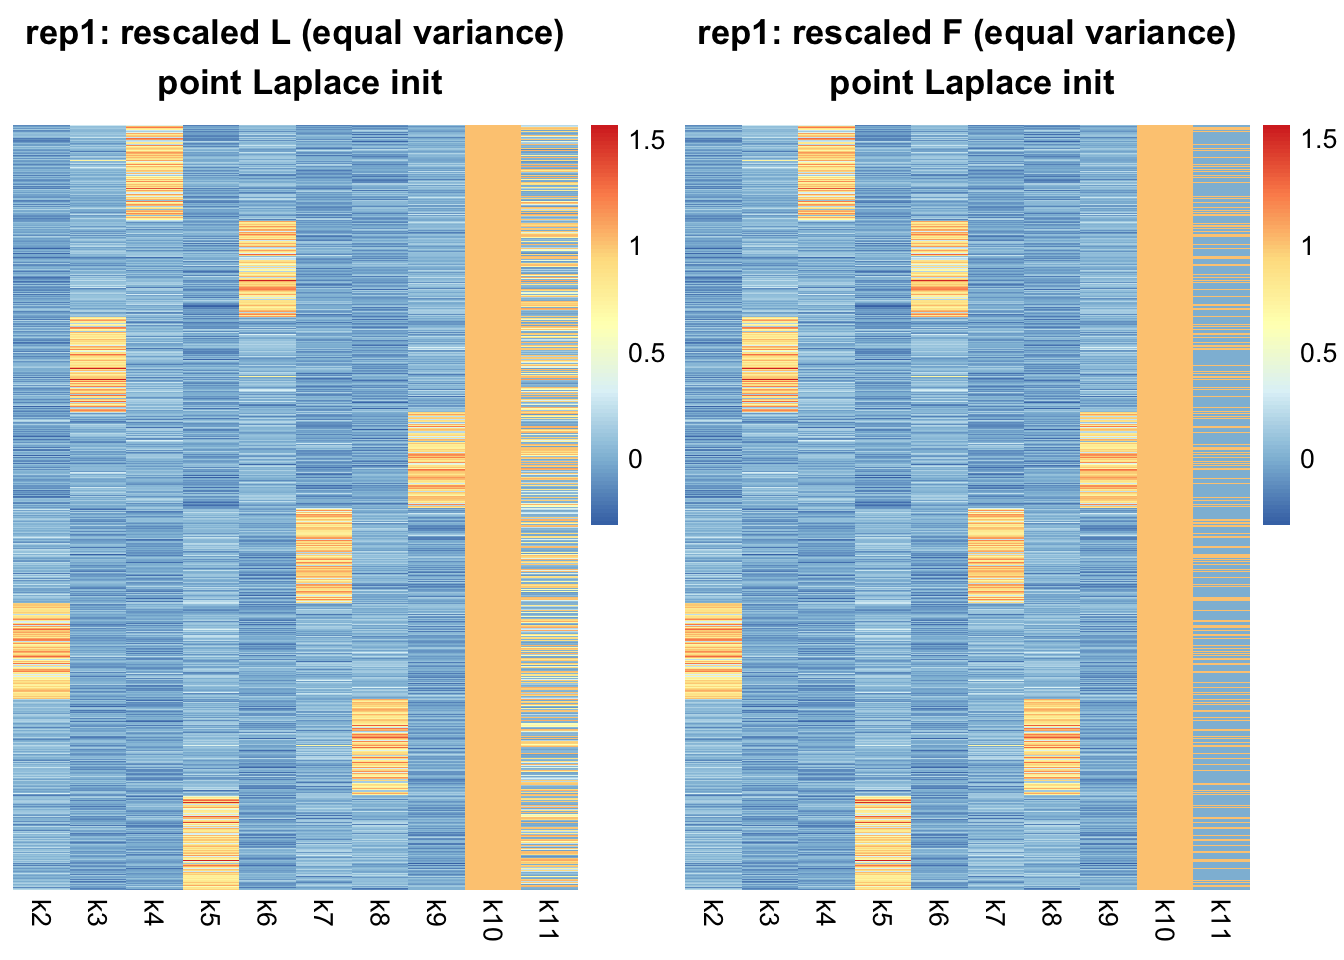 rep1: rescaled L (equal variance)
point Laplace init
1.5
1
0.5
0
k2
k3
k4
k5
k6
k7
k8
k9
k10
k11
rep1: rescaled F (equal variance)
point Laplace init
1.5
1
0.5
0
k2
k3
k4
k5
k6
k7
k8
k9
k10
k11